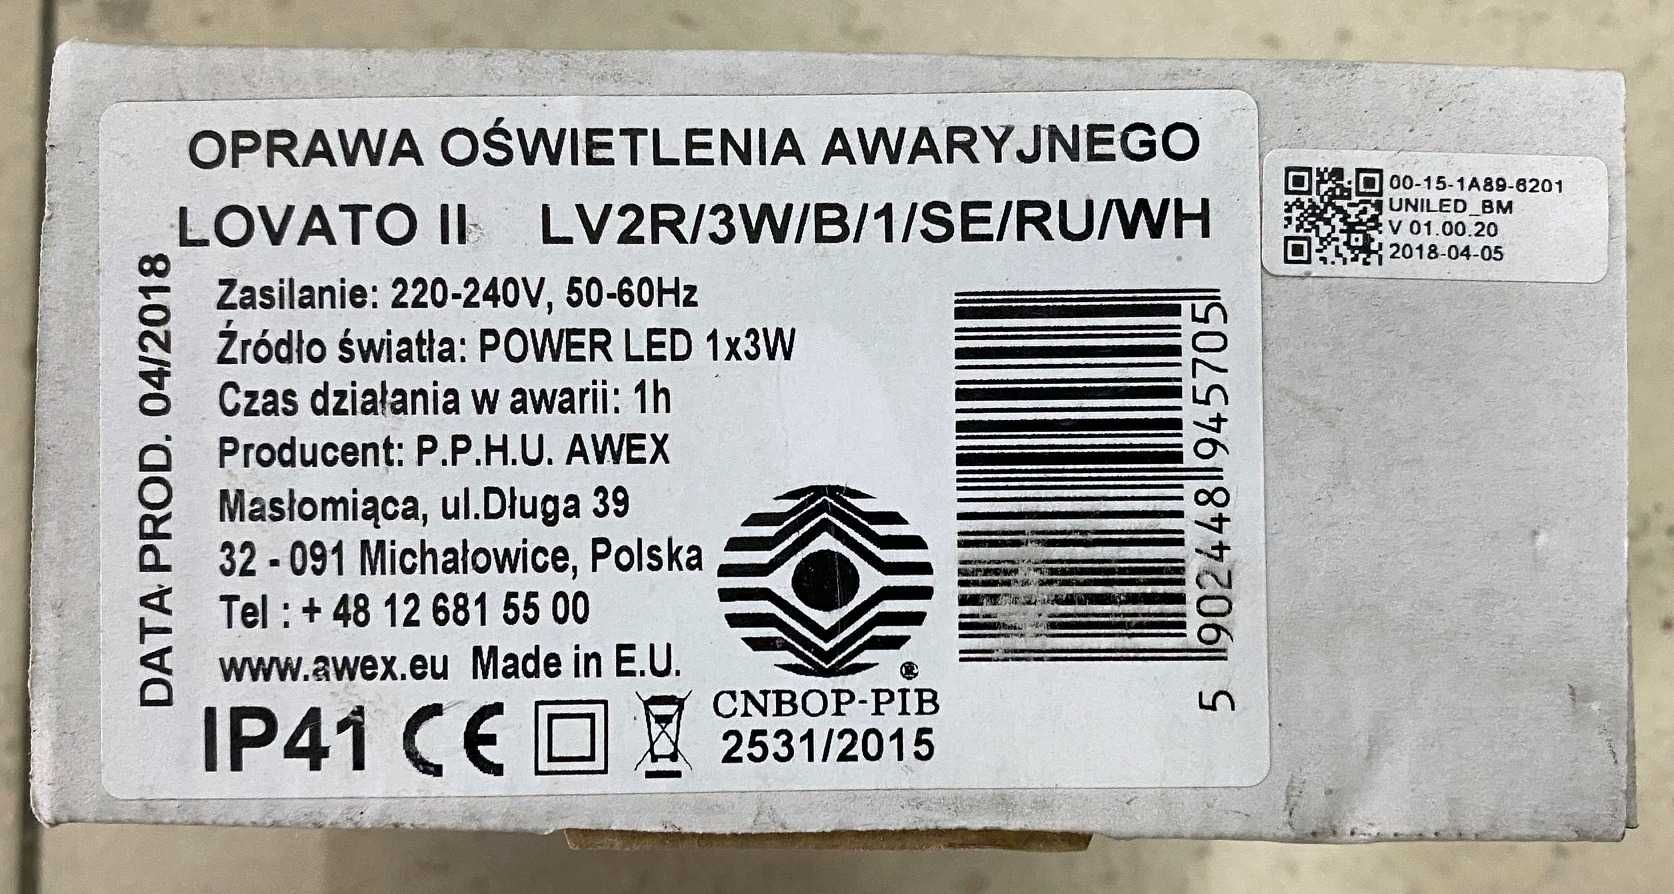 OPRAWA OŚWIETLENIA AWARYJNEGO
LOVATO II LV2R/3W/B/1/SE/RU/WH
DATA PROD. 04/2018
Zasilanie: 220-240V, 50-60Hz
Źródło światła: POWER LED 1x3W
Czas działania w awarii: 1h
Producent: P.P.H.U. AWEX
Masłomiąca, ul.Długa 39
32 - 091 Michałowice, Polska
Tel : + 48 12 681 55 00
www.awex.eu Made in E.U.
IP41 CE
®
CNBOP-PIB
2531/2015
5 902448 945705
00-15-1A89-6201
UNILED_BM
V 01.00.20
2018-04-05